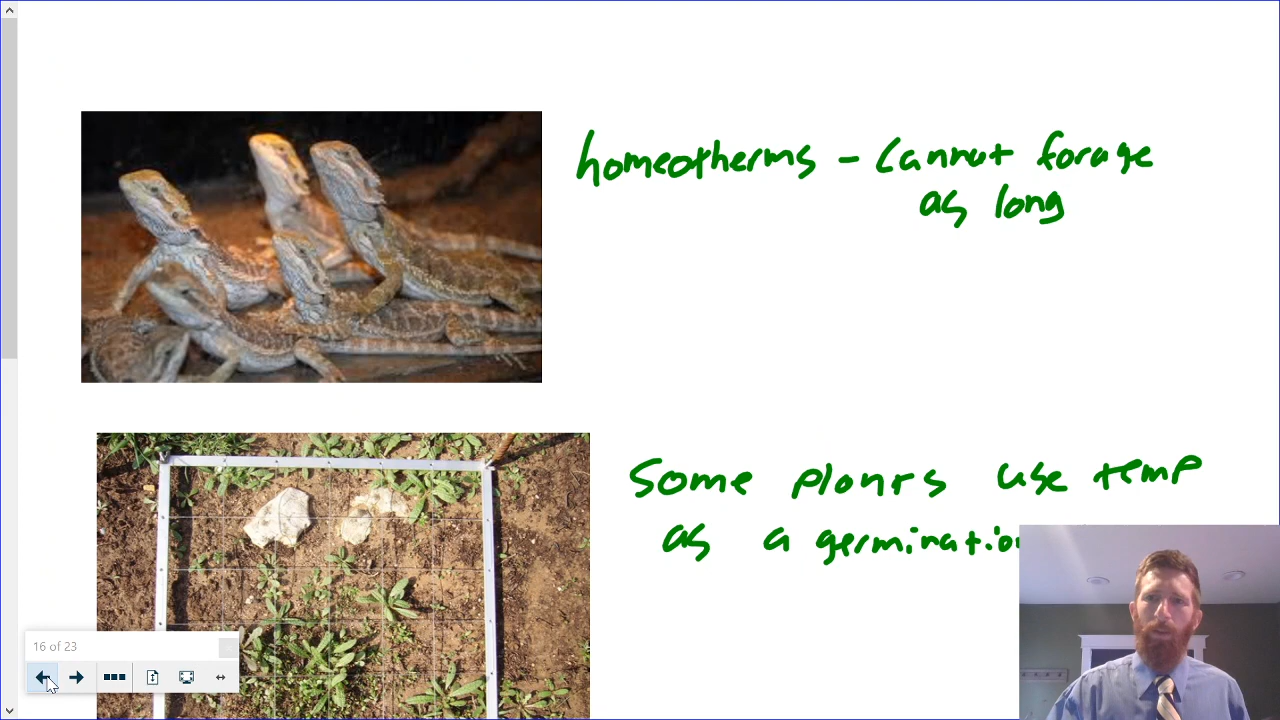 homeotherms - cannot forage
as long
Some plants use temp
as a germination
16 of 23